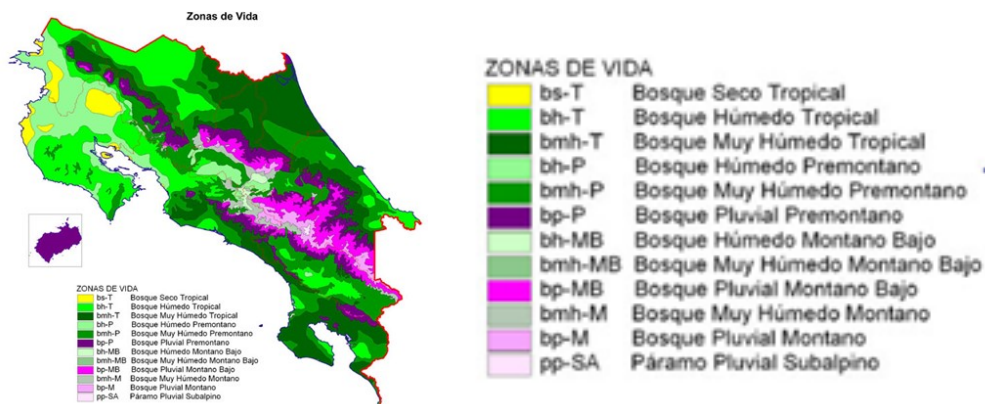 Zonas de Vida
ZONAS DE VIDA
bs-T Bosque Seco Tropical
bh-T Bosque Húmedo Tropical
bmh-T Bosque Muy Húmedo Tropical
bh-P Bosque Húmedo Premontano
bmh-P Bosque Muy Húmedo Premontano
bp-P Bosque Pluvial Premontano
bh-MB Bosque Húmedo Montano Bajo
bmh-MB Bosque Muy Húmedo Montano Bajo
bp-MB Bosque Pluvial Montano Bajo
bmh-M Bosque Muy Húmedo Montano
bp-M Bosque Pluvial Montano
pp-SA Páramo Pluvial Subalpino
ZONAS DE VIDA
bs-T Bosque Seco Tropical
bh-T Bosque Húmedo Tropical
bmh-T Bosque Muy Húmedo Tropical
bh-P Bosque Húmedo Premontano
bmh-P Bosque Muy Húmedo Premontano
bp-P Bosque Pluvial Premontano
bh-MB Bosque Húmedo Montano Bajo
bmh-MB Bosque Muy Húmedo Montano Bajo
bp-MB Bosque Pluvial Montano Bajo
bmh-M Bosque Muy Húmedo Montano
bp-M Bosque Pluvial Montano
pp-SA Páramo Pluvial Subalpino